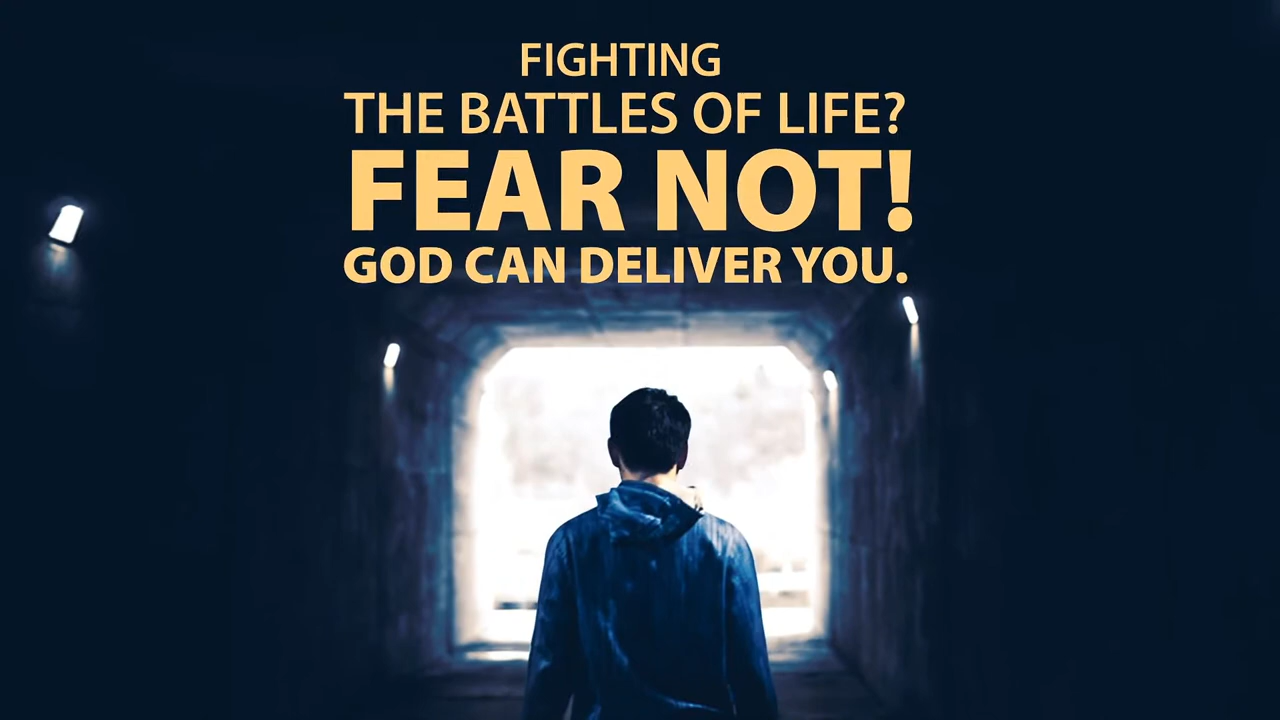 FIGHTING
THE BATTLES OF LIFE?
FEAR NOT!
GOD CAN DELIVER YOU.